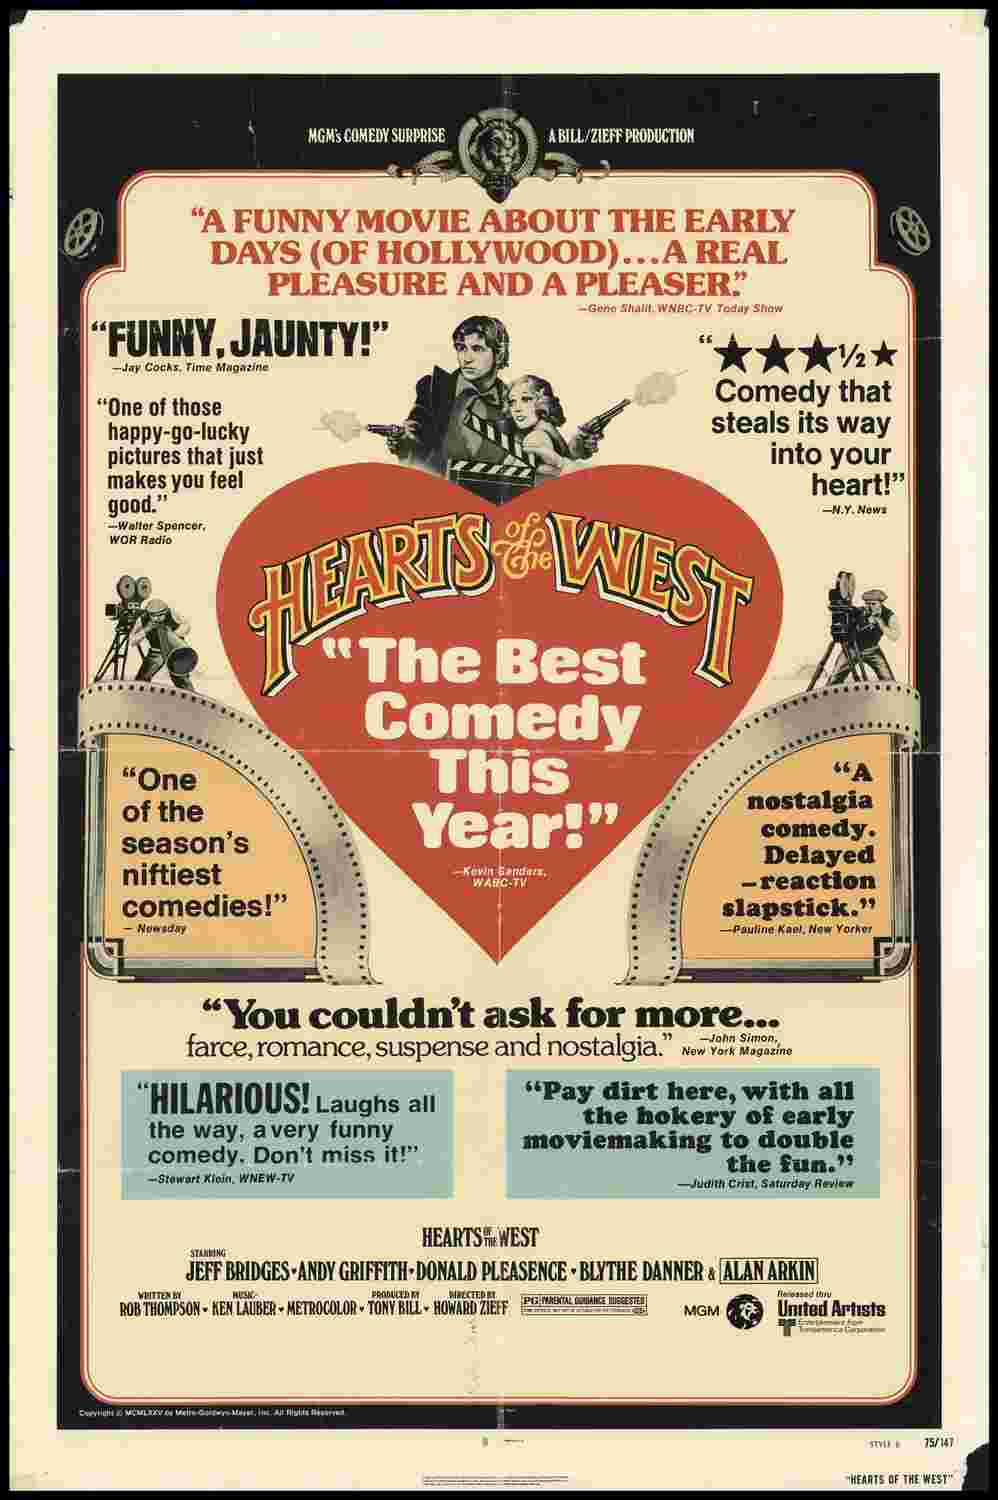 MGM's COMEDY SURPRISE
A BILL/ZIEFF PRODUCTION
“A FUNNY MOVIE ABOUT THE EARLY
DAYS (OF HOLLYWOOD)...A REAL
PLEASURE AND A PLEASER.”
—Gene Shalit, WNBC-TV Today Show
“FUNNY, JAUNTY!”
—Jay Cocks, Time Magazine
“One of those
happy-go-lucky
pictures that just
makes you feel
good.”
—Walter Spencer,
WOR Radio
“★★★½★
Comedy that
steals its way
into your
heart!”
—N.Y. News
HEARTS of the WEST
“The Best
Comedy
This
Year!”
—Kevin Sanders,
WABC-TV
“One
of the
season's
niftiest
comedies!”
— Newsday
“A
nostalgia
comedy.
Delayed
–reaction
slapstick.”
—Pauline Kael, New Yorker
“You couldn't ask for more...
farce, romance, suspense and nostalgia.”
—John Simon,
New York Magazine
“HILARIOUS! Laughs all
the way, a very funny
comedy. Don't miss it!”
—Stewart Klein, WNEW-TV
“Pay dirt here, with all
the hokery of early
moviemaking to double
the fun.”
—Judith Crist, Saturday Review
HEARTS OF THE WEST
STARRING
JEFF BRIDGES • ANDY GRIFFITH • DONALD PLEASENCE • BLYTHE DANNER & ALAN ARKIN
WRITTEN BY
ROB THOMPSON •
MUSIC-
KEN LAUBER • METROCOLOR •
PRODUCED BY
TONY BILL •
DIRECTED BY
HOWARD ZIEFF
PG PARENTAL GUIDANCE SUGGESTED
MGM
Released thru
United Artists
Entertainment from
Transamerica Corporation
Copyright © MCMLXXV by Metro-Goldwyn-Mayer, Inc. All Rights Reserved.
STYLE B
75/147
"HEARTS OF THE WEST"